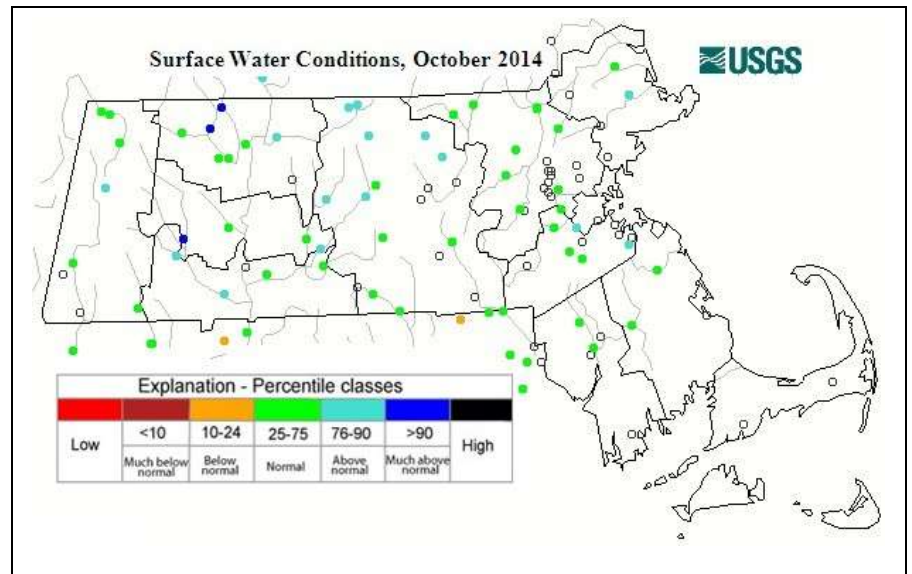 Surface Water Conditions, October 2014
USGS
Explanation - Percentile classes
Low
<10
10-24
25-75
76-90
>90
High
Much below
normal
Below
normal
Normal
Above
normal
Much above
normal